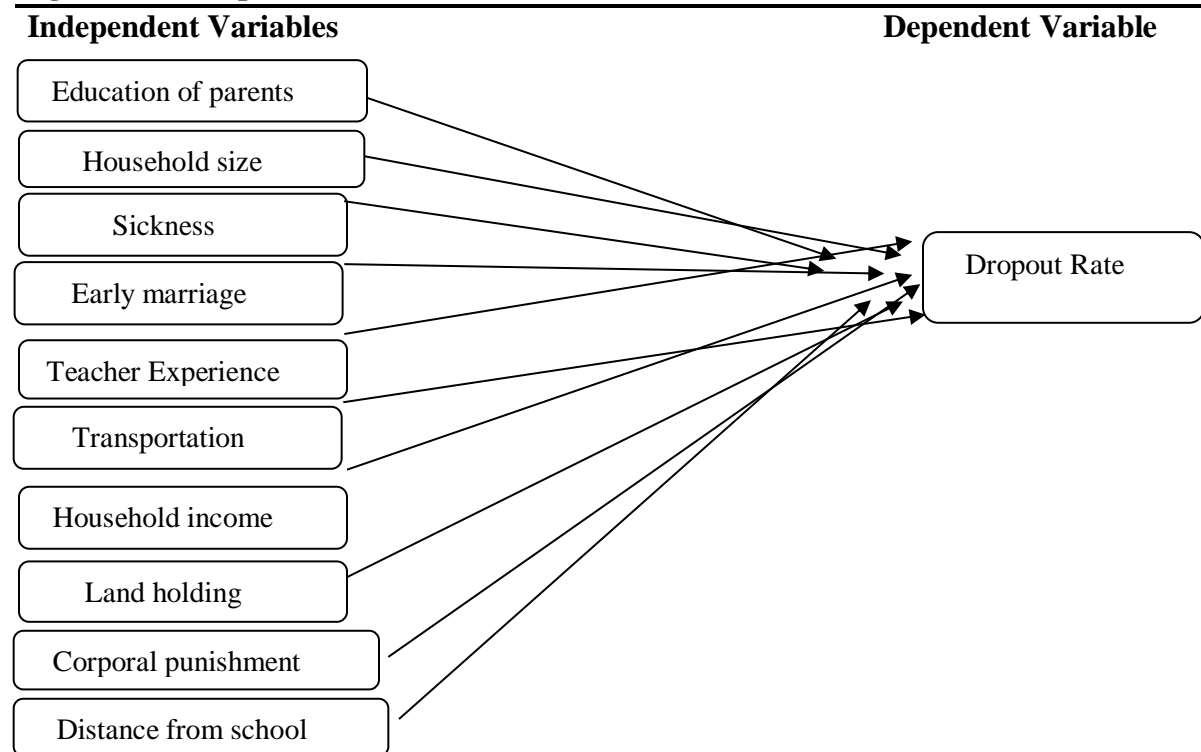 Independent Variables
Dependent Variable
Education of parents
Household size
Sickness
Dropout Rate
Early marriage
Teacher Experience
Transportation
Household income
Land holding
Corporal punishment
Distance from school